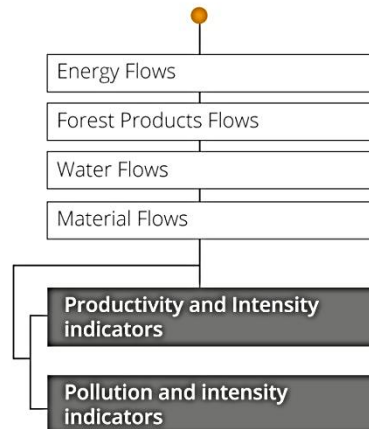 Energy Flows
Forest Products Flows
Water Flows
Material Flows
Productivity and Intensity
indicators
Pollution and intensity
indicators